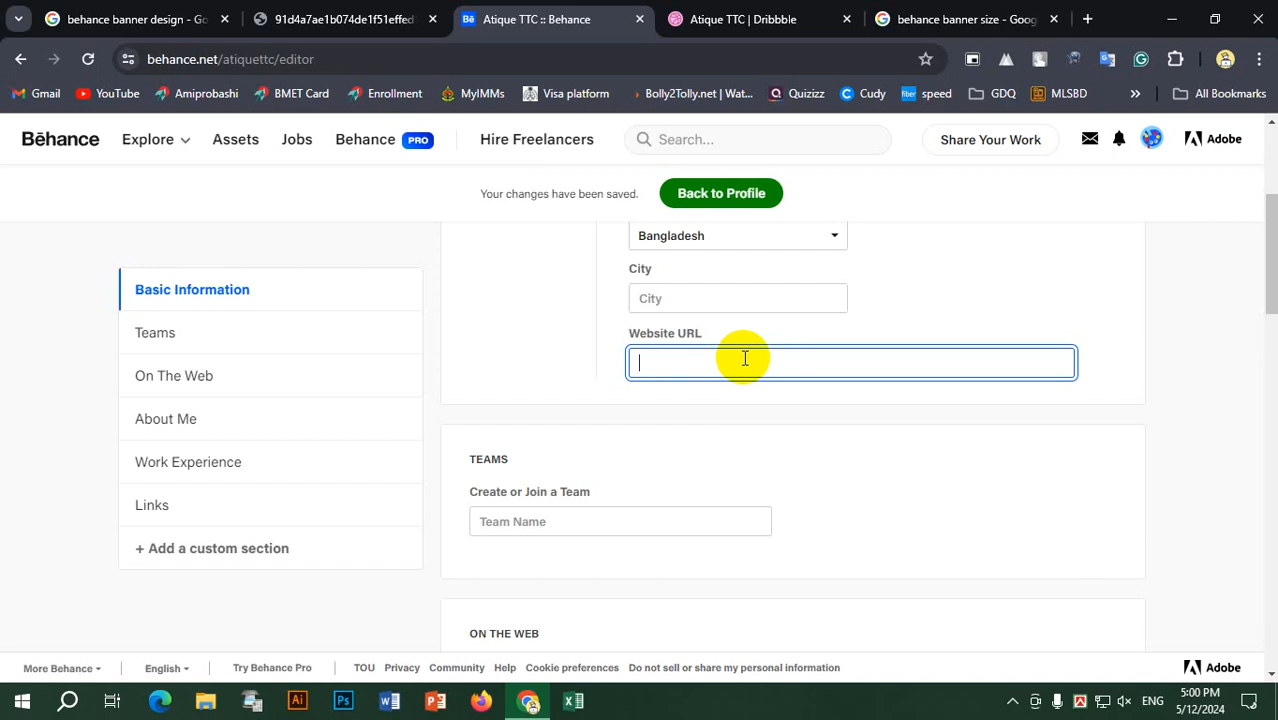 behance banner design - Go
91d4a7ae1b074de1f51effed
Bē Atique TTC :: Behance
Atique TTC | Dribbble
behance banner size - Goog
behance.net/atiquettc/editor
Gmail
YouTube
Amiprobashi
BMET Card
Enrollment
MyIMMs
Visa platform
Bolly2Tolly.net | Wat...
Quizizz
Cudy
fiber speed
GDQ
MLSBD
All Bookmarks
Bēhance
Explore
Assets
Jobs
Behance PRO
Hire Freelancers
Search...
Share Your Work
Adobe
Your changes have been saved.
Back to Profile
Bangladesh
City
City
Website URL
Basic Information
Teams
On The Web
About Me
Work Experience
Links
+ Add a custom section
TEAMS
Create or Join a Team
Team Name
ON THE WEB
More Behance
English
Try Behance Pro
TOU
Privacy
Community
Help
Cookie preferences
Do not sell or share my personal information
Adobe
Ai
Ps
ENG
5:00 PM
5/12/2024